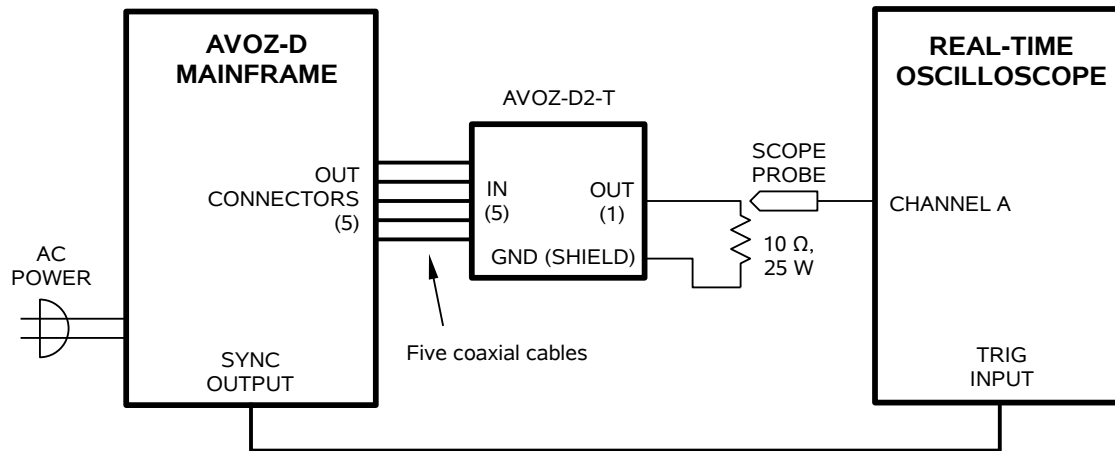 AVOZ-D
MAINFRAME
OUT
CONNECTORS
(5)
AC
POWER
SYNC
OUTPUT
AVOZ-D2-T
IN
(5)
OUT
(1)
GND (SHIELD)
Five coaxial cables
SCOPE
PROBE
10 Ω,
25 W
REAL-TIME
OSCILLOSCOPE
CHANNEL A
TRIG
INPUT